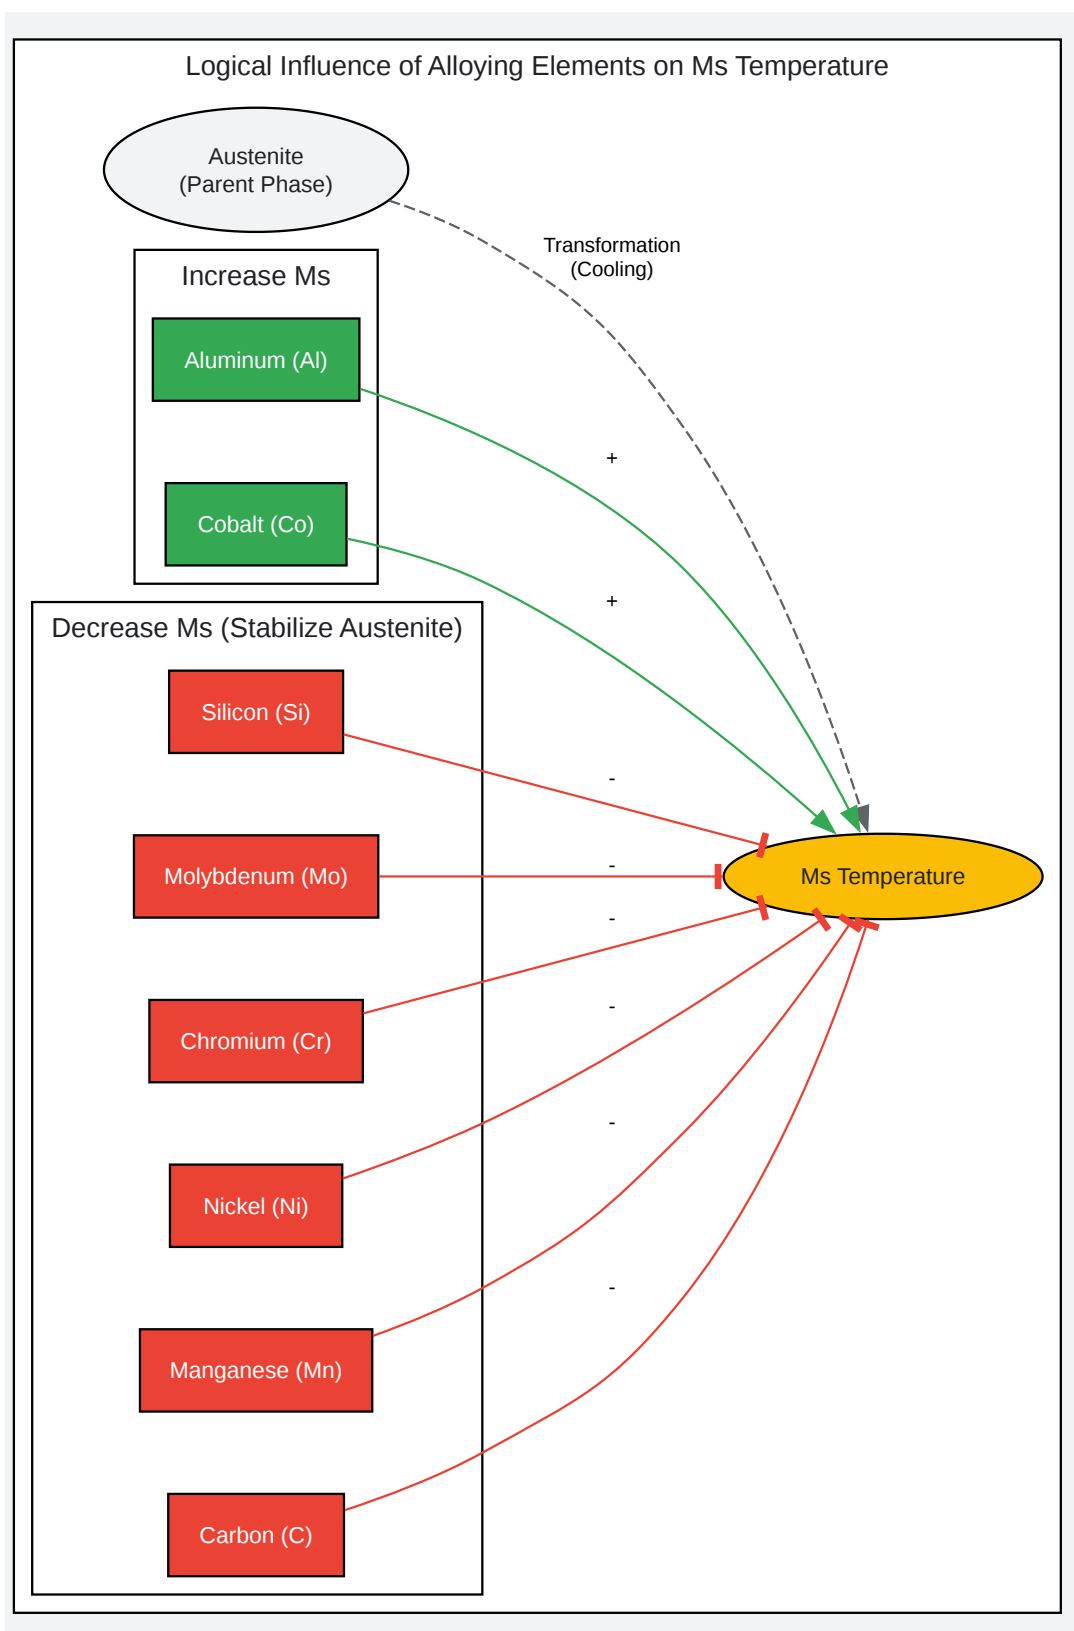 Logical Influence of Alloying Elements on Ms Temperature
Austenite
(Parent Phase)
Transformation
(Cooling)
Increase Ms
Aluminum (Al)
+
Cobalt (Co)
+
Decrease Ms (Stabilize Austenite)
Silicon (Si)
-
Molybdenum (Mo)
-
Ms Temperature
-
Chromium (Cr)
-
Nickel (Ni)
-
Manganese (Mn)
-
Carbon (C)